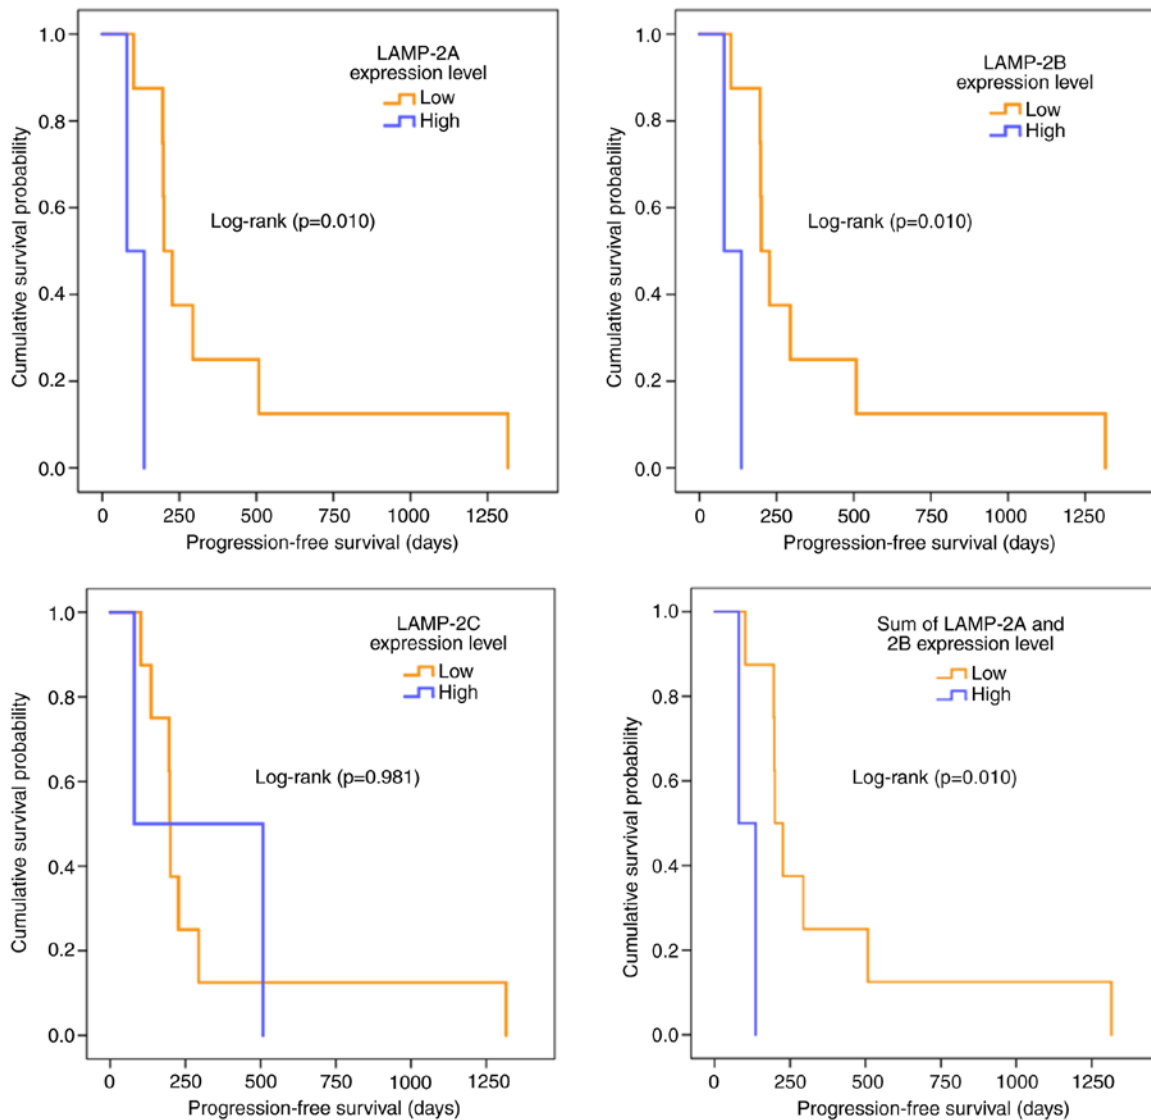 LAMP-2A
expression level
Low
High
Log-rank (p=0.010)
Cumulative survival probability
1.0
0.8
0.6
0.4
0.2
0.0
0 250 500 750 1000 1250
Progression-free survival (days)
LAMP-2B
expression level
Low
High
Log-rank (p=0.010)
Cumulative survival probability
1.0
0.8
0.6
0.4
0.2
0.0
0 250 500 750 1000 1250
Progression-free survival (days)
LAMP-2C
expression level
Low
High
Log-rank (p=0.981)
Cumulative survival probability
1.0
0.8
0.6
0.4
0.2
0.0
0 250 500 750 1000 1250
Progression-free survival (days)
Sum of LAMP-2A and
2B expression level
Low
High
Log-rank (p=0.010)
Cumulative survival probability
1.0
0.8
0.6
0.4
0.2
0.0
0 250 500 750 1000 1250
Progression-free survival (days)